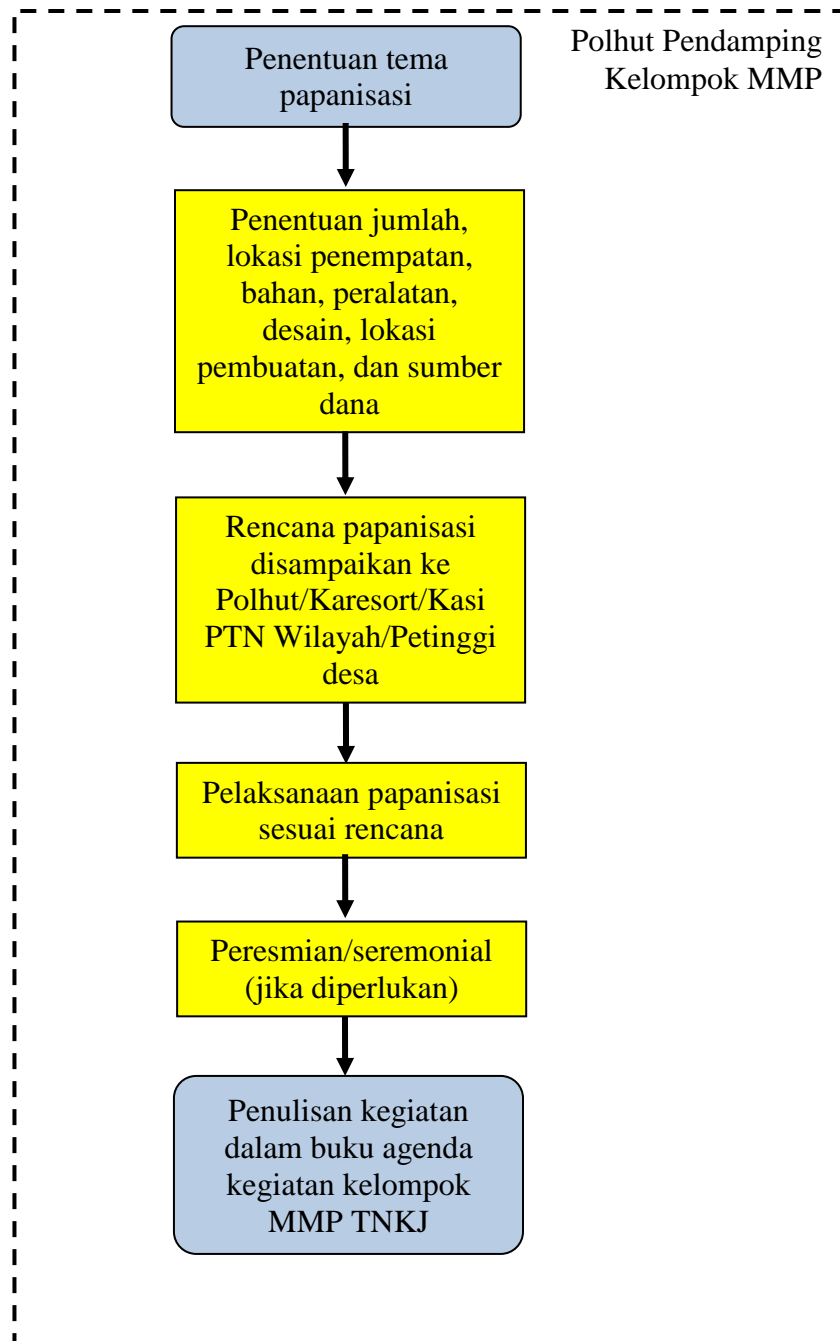 Polhut Pendamping
Kelompok MMP
Penentuan tema
papanisasi
Penentuan jumlah,
lokasi penempatan,
bahan, peralatan,
desain, lokasi
pembuatan, dan sumber
dana
Rencana papanisasi
disampaikan ke
Polhut/Karesort/Kasi
PTN Wilayah/Petinggi
desa
Pelaksanaan papanisasi
sesuai rencana
Peresmian/seremonial
(jika diperlukan)
Penulisan kegiatan
dalam buku agenda
kegiatan kelompok
MMP TNKJ